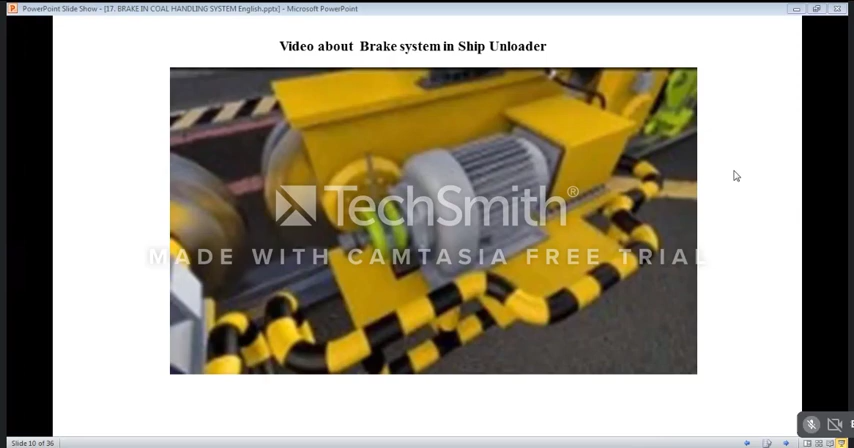 PowerPoint Slide Show - [17. BRAKE IN COAL HANDLING SYSTEM English.pptx] - Microsoft PowerPoint
Video about Brake system in Ship Unloader
TechSmith®
MADE WITH CAMTASIA FREE TRIAL
Slide 10 of 36